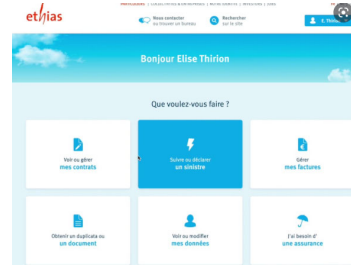 ethias
Nous contacter
ou trouver un bureau
Rechercher
sur le site
Bonjour Elise Thirion
Que voulez-vous faire ?
Voir ou gérer
mes contrats
Suivre ou déclarer
un sinistre
Gérer
mes factures
Obtenir un duplicata ou
un document
Voir ou modifier
mes données
J'ai besoin d'
une assurance